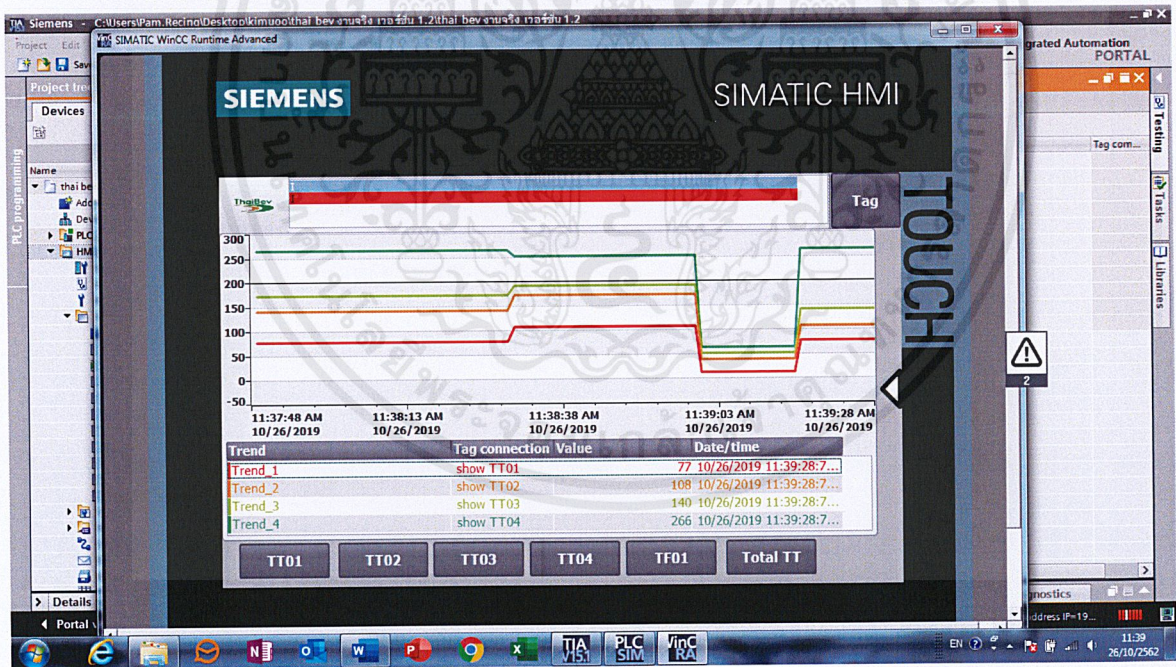 Siemens - C:\Users\Pam.Recinq\Desktop\kimuoo\thai bev งานจริง เวอร์ชั่น 1.2\thai bev งานจริง เวอร์ชั่น 1.2
SIMATIC WinCC Runtime Advanced
Project Edit
grated Automation
PORTAL
Sav
Project tre
Devices
SIEMENS
SIMATIC HMI
Testing
Tag com...
Name
thai be
Add
Dev
PLC
HM
PLC programming
ThaiBev
Tag
Tasks
TOUCH
Libraries
300
250
200
150
100
50
0
-50
11:37:48 AM 11:38:13 AM 11:38:38 AM 11:39:03 AM 11:39:28 AM
10/26/2019 10/26/2019 10/26/2019 10/26/2019 10/26/2019
2
Trend Tag connection Value Date/time
Trend_1 show TT01 77 10/26/2019 11:39:28:7...
Trend_2 show TT02 108 10/26/2019 11:39:28:7...
Trend_3 show TT03 140 10/26/2019 11:39:28:7...
Trend_4 show TT04 266 10/26/2019 11:39:28:7...
TT01 TT02 TT03 TT04 TF01 Total TT
Details
gnostics
Portal v
ddress IP=19...
TIA V15.1
PLC SIM
WinC RA
EN
11:39
26/10/2562